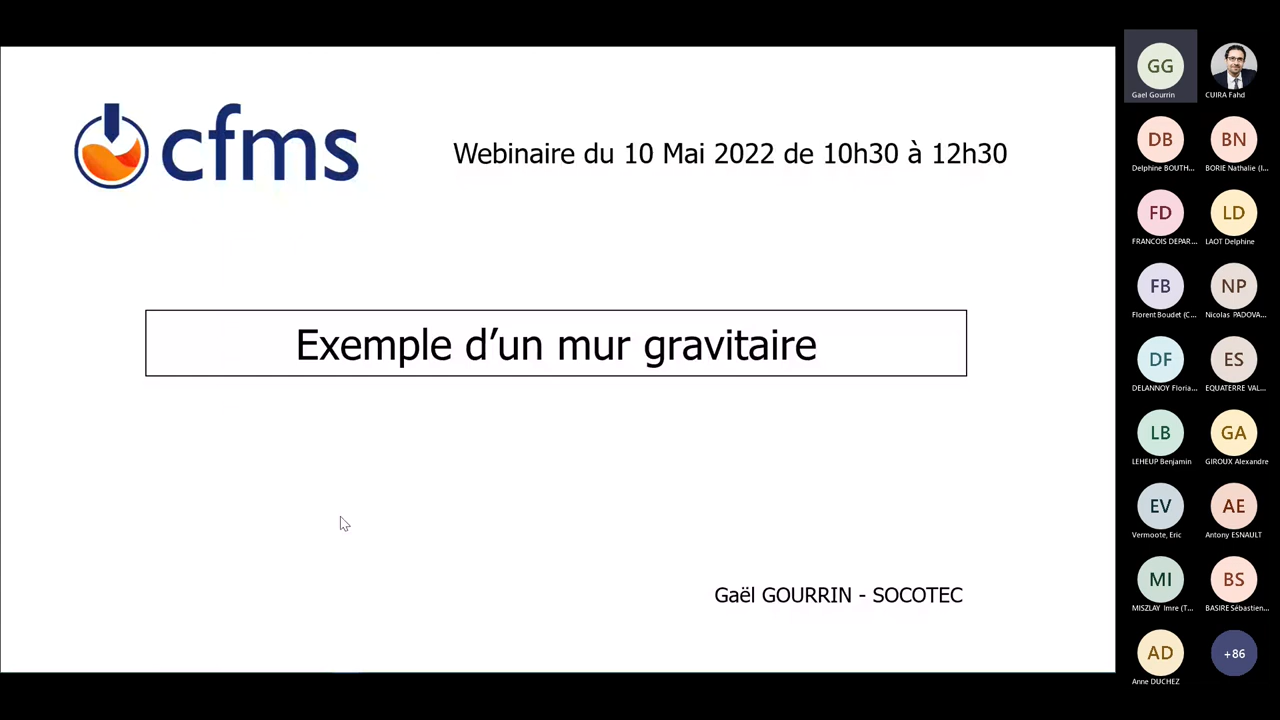 cfms
Webinaire du 10 Mai 2022 de 10h30 à 12h30
Exemple d’un mur gravitaire
Gaël GOURRIN - SOCOTEC
GG
Gael Gourrin
CUIRA Fahd
DB
Delphine BOUTH...
BN
BORIE Nathalie (I...
FD
FRANCOIS DEPAR...
LD
LAOT Delphine
FB
Florent Boudet (C...
NP
Nicolas PADOVA...
DF
DELANNOY Floria...
ES
EQUATERRE VAL...
LB
LEHEUP Benjamin
GA
GIROUX Alexandre
EV
Vermoote, Eric
AE
Antony ESNAULT
MI
MISZLAY Imre (T...
BS
BASIRE Sébastien...
AD
Anne DUCHEZ
+86